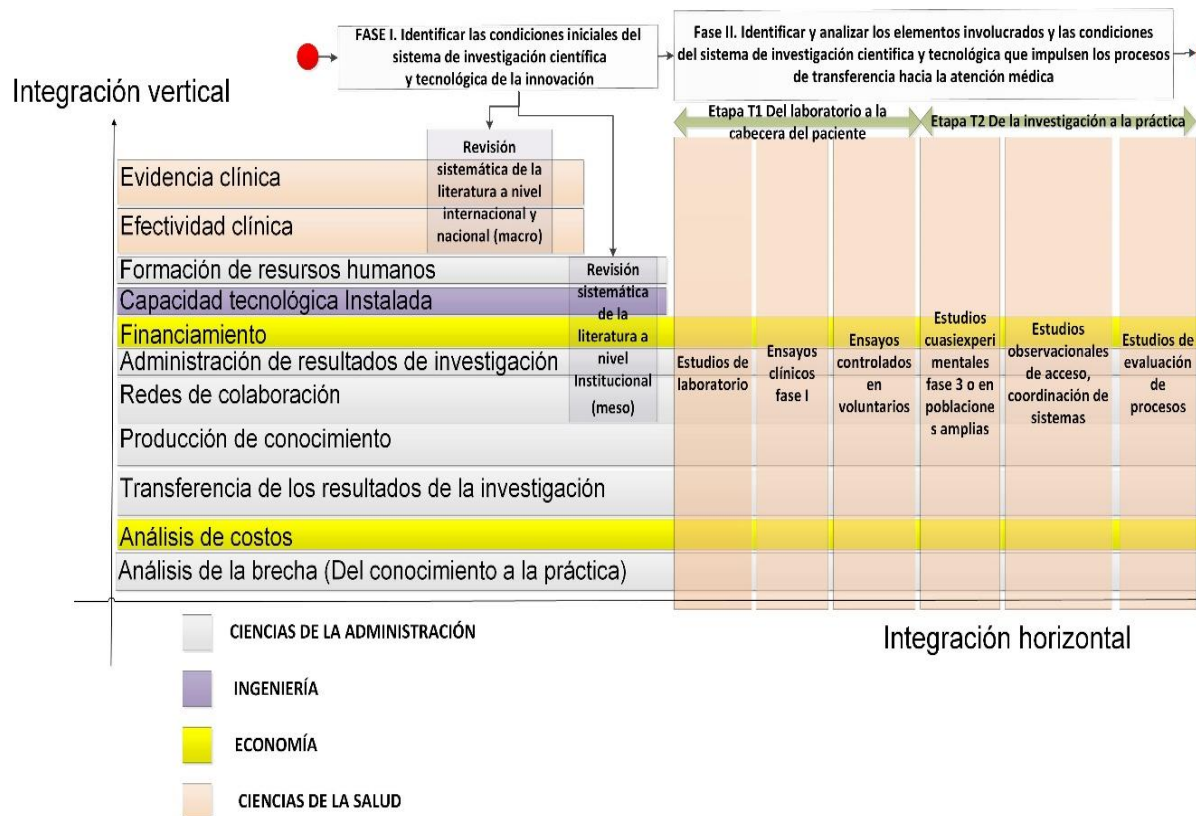 FASE I. Identificar las condiciones iniciales del
sistema de investigación científica
y tecnológica de la innovación
Fase II. Identificar y analizar los elementos involucrados y las condiciones
del sistema de investigación cientifica y tecnológica que impulsen los procesos
de transferencia hacia la atención médica
Integración vertical
Etapa T1 Del laboratorio a la
cabecera del paciente
Etapa T2 De la investigación a la práctica
Revisión
sistemática de la
literatura a nivel
internacional y
nacional (macro)
Evidencia clínica
Efectividad clínica
Formación de recursos humanos
Capacidad tecnológica Instalada
Financiamiento
Administración de resultados de investigación
Redes de colaboración
Producción de conocimiento
Transferencia de los resultados de la investigación
Análisis de costos
Análisis de la brecha (Del conocimiento a la práctica)
Revisión
sistemática
de la
literatura a
nivel
Institucional
(meso)
Estudios de
laboratorio
Ensayos
clínicos
fase I
Ensayos
controlados
en
voluntarios
Estudios
cuasiexperi
mentales
fase 3 o en
poblacione
s amplias
Estudios
observacionales
de acceso,
coordinación de
sistemas
Estudios de
evaluación
de
procesos
Integración horizontal
CIENCIAS DE LA ADMINISTRACIÓN
INGENIERÍA
ECONOMÍA
CIENCIAS DE LA SALUD